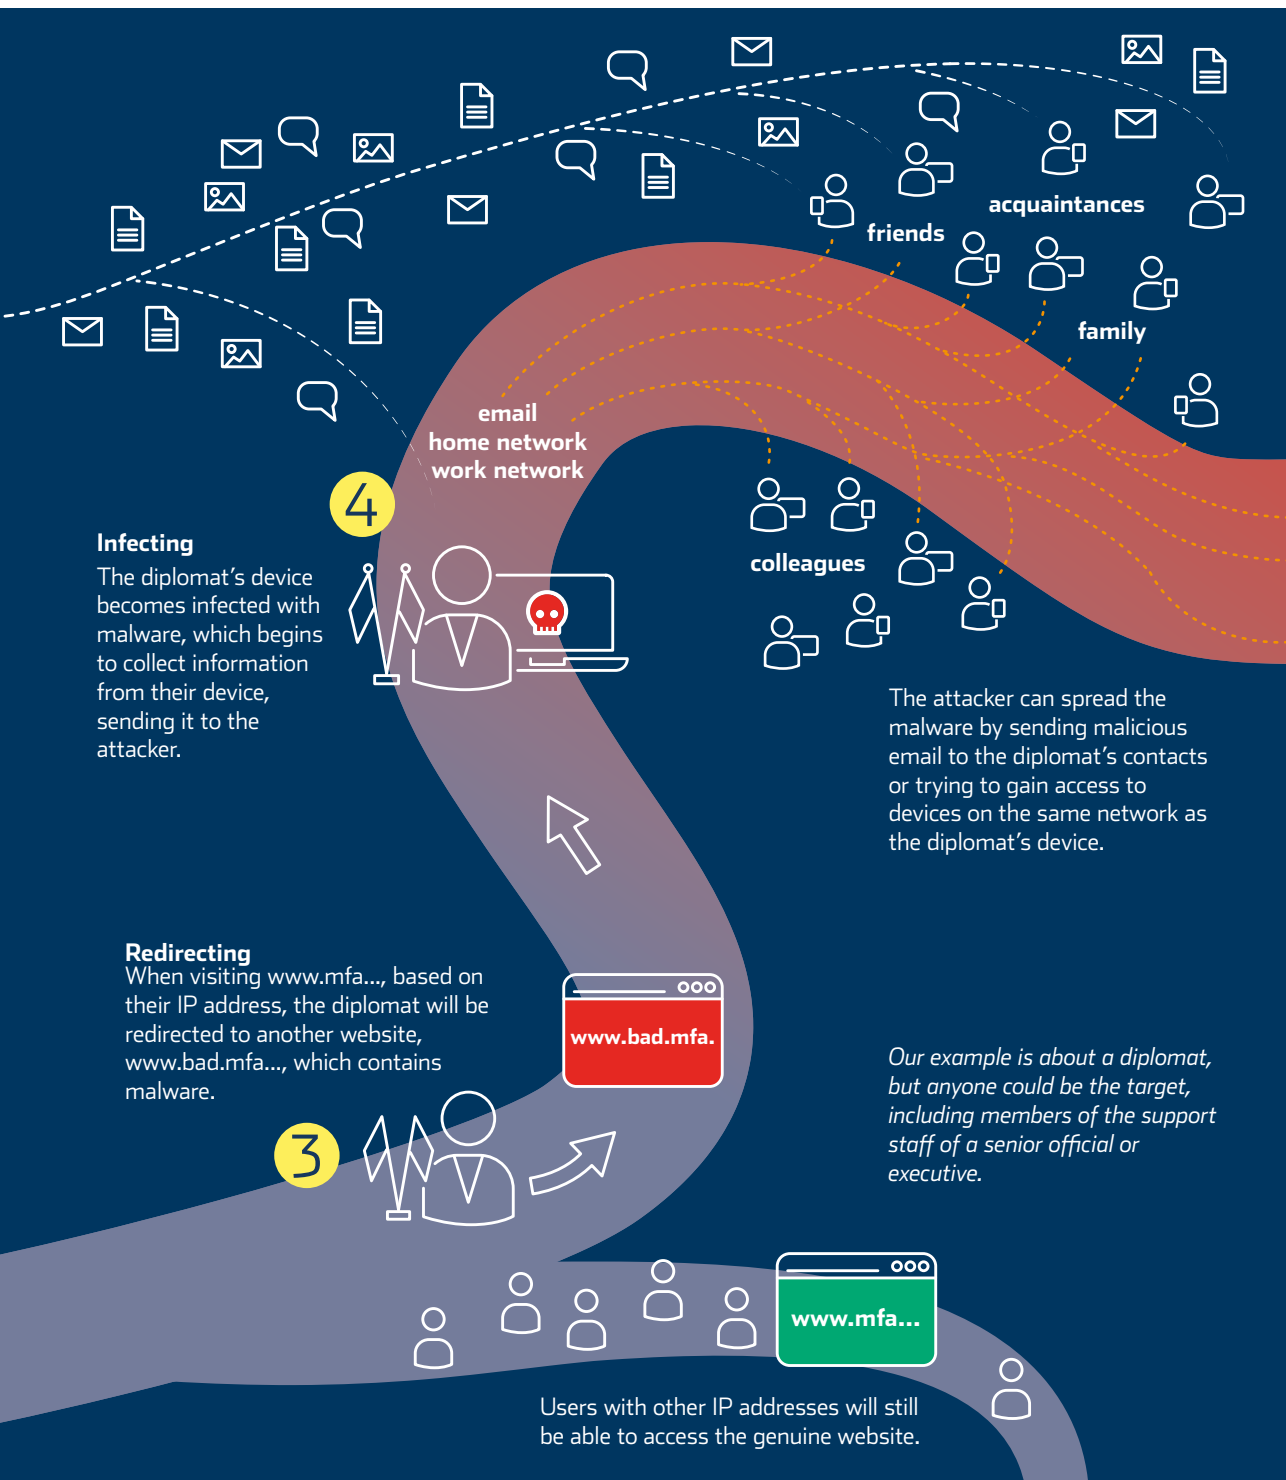 acquaintances
friends
family
email
home network
work network
4
Infecting
The diplomat’s device
becomes infected with
malware, which begins
to collect information
from their device,
sending it to the
attacker.
colleagues
The attacker can spread the
malware by sending malicious
email to the diplomat’s contacts
or trying to gain access to
devices on the same network as
the diplomat’s device.
Redirecting
When visiting www.mfa..., based on
their IP address, the diplomat will be
redirected to another website,
www.bad.mfa..., which contains
malware.
www.bad.mfa.
3
Our example is about a diplomat,
but anyone could be the target,
including members of the support
staff of a senior official or
executive.
www.mfa...
Users with other IP addresses will still
be able to access the genuine website.